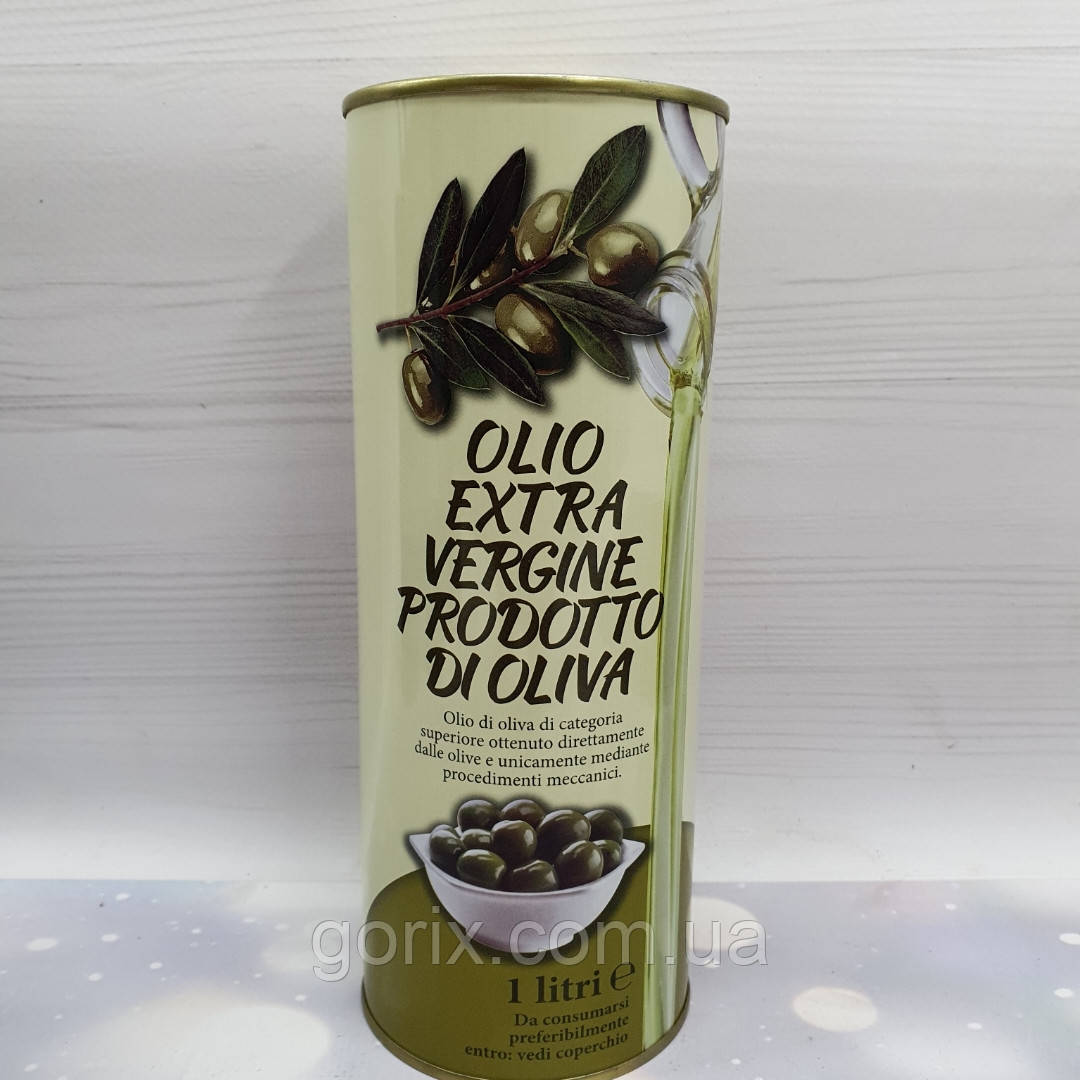 OLIO
EXTRA
VERGINE
PRODOTTO
DI OLIVA
Olio di oliva di categoria
superiore ottenuto direttamente
dalle olive e unicamente mediante
procedimenti meccanici.
gorix.com.ua
1 litri ℮
Da consumarsi
preferibilmente
entro: vedi coperchio